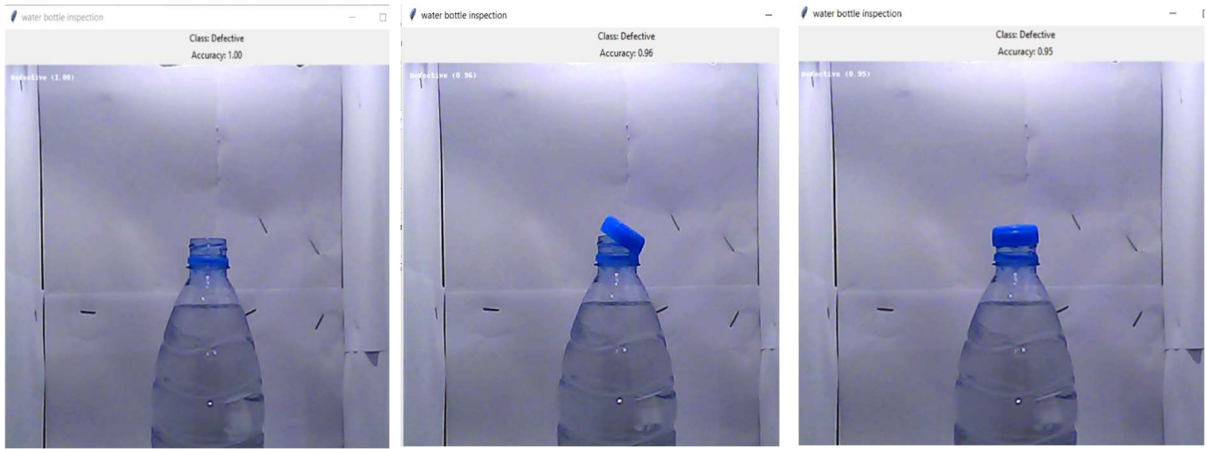 water bottle inspection
Class: Defective
Accuracy: 1.00
Defective (1.00)
water bottle inspection
Class: Defective
Accuracy: 0.96
Defective (0.96)
water bottle inspection
Class: Defective
Accuracy: 0.95
Defective (0.95)